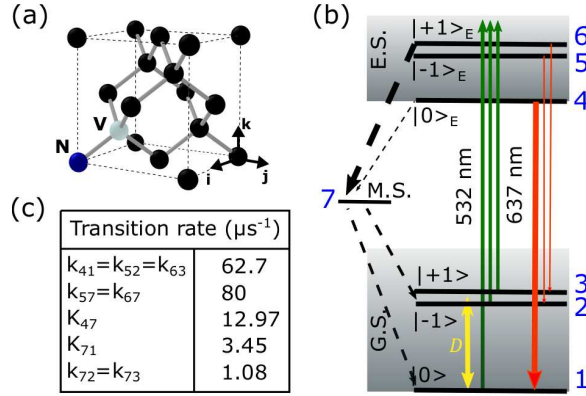 (a)
N
V
k
i
j
(b)
E.S.
|+1>E
|-1>E
|0>E
6
5
4
7
M.S.
532 nm
637 nm
G.S.
|+1>
|-1>
|0>
D
3
2
1
(c)
Transition rate (µs⁻¹)
k41=k52=k63 62.7
k57=k67 80
K47 12.97
K71 3.45
k72=k73 1.08